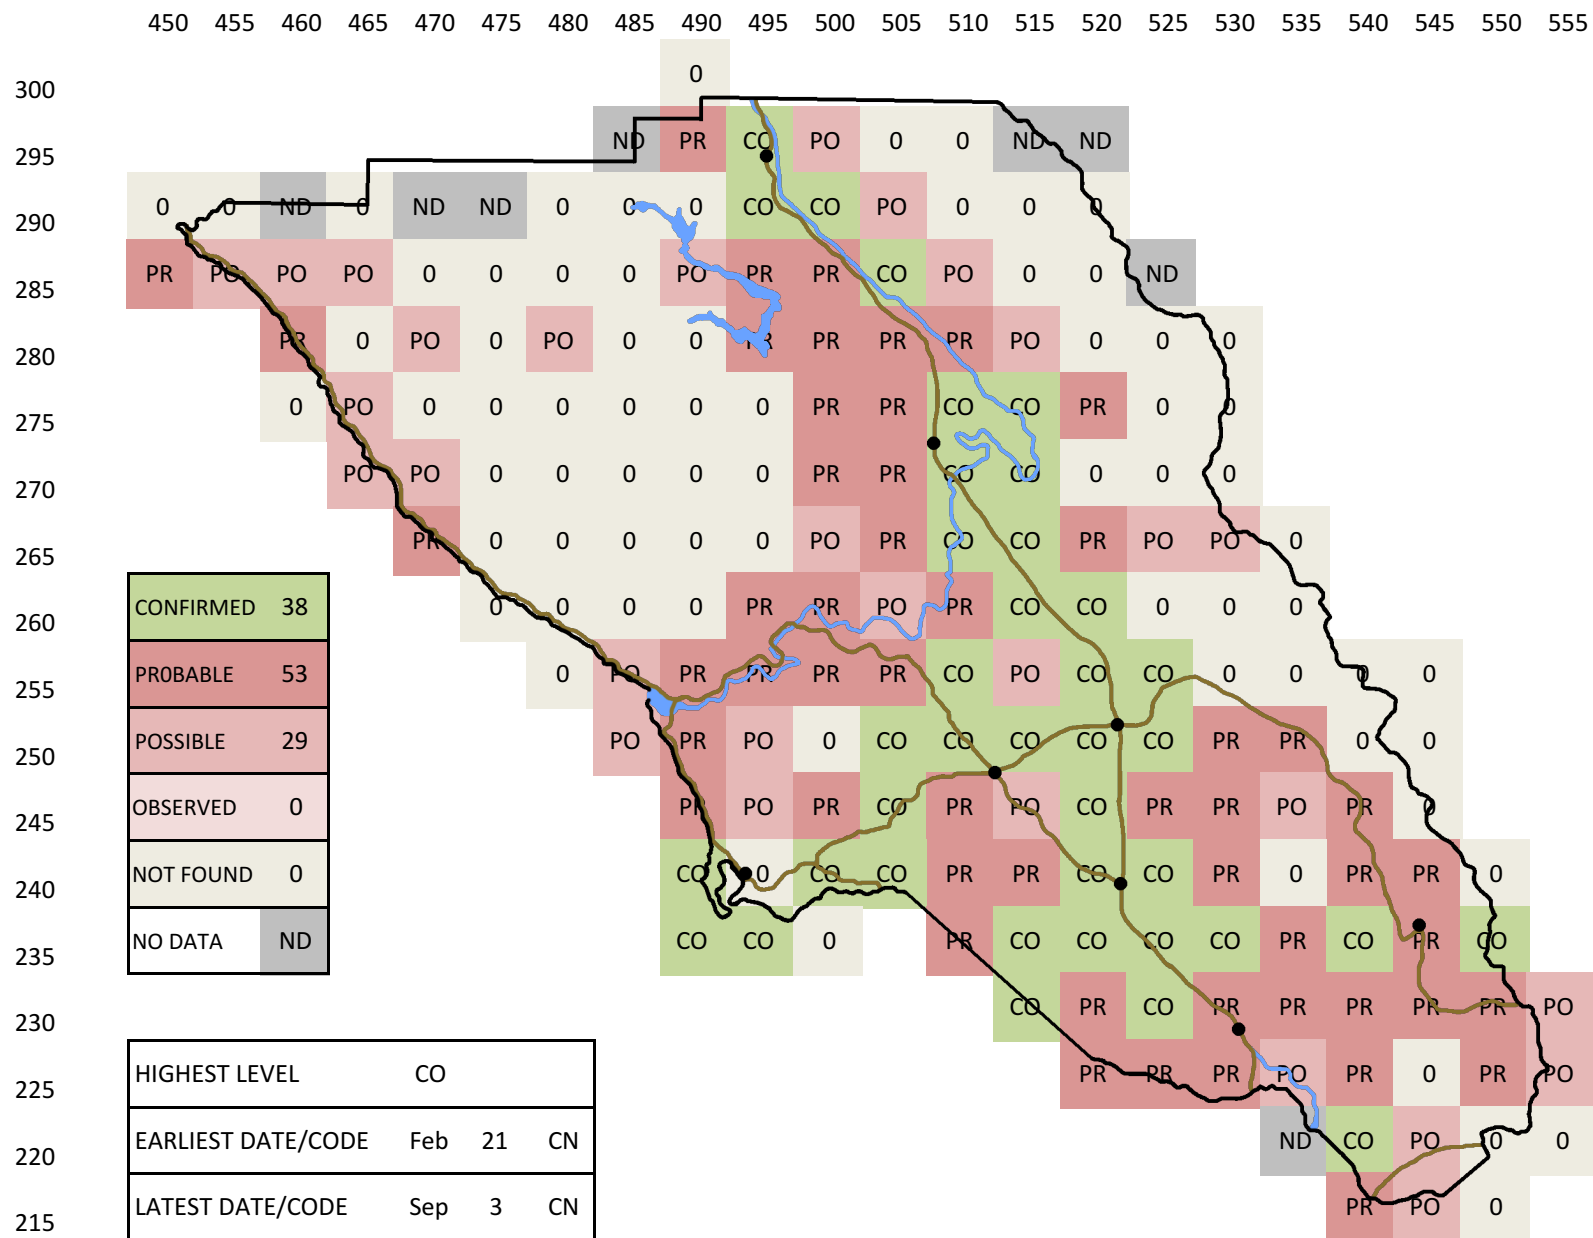 450 455 460 465 470 475 480 485 490 495 500 505 510 515 520 525 530 535 540 545 550 555
0
300
ND PR CO PO 0 0 ND ND
295
0 0 ND 0 ND ND 0 0 0 CO CO PO 0 0 0
290
PR PO PO PO 0 0 0 0 PO PR PR CO PO 0 0 ND
285
PR 0 PO 0 PO 0 0 PR PR PR PR PO 0 0 0
280
0 PO 0 0 0 0 0 0 PR PR CO CO PR 0 0
275
PO PO 0 0 0 0 0 PR PR CO CO 0 0 0
270
PR 0 0 0 0 0 PO PR CO CO PR PO PO 0
265
0 0 0 0 PR PR PO PR CO CO 0 0 0
260
0 PO PR PR PR PR CO PO CO CO 0 0 0 0
255
PO PR PO 0 CO CO CO CO CO PR PR 0 0
250
PR PO PR CO PR PO CO PR PR PO PR 0
245
CO 0 CO CO PR PR CO CO PR 0 PR PR 0
240
CO CO 0 PR CO CO CO CO PR CO PR CO
235
CO PR CO PR PR PR PR PR PO
230
PR PR PR PO PR 0 PR PO
225
ND CO PO 0 0
220
PR PO 0
215
CONFIRMED 38
PR0BABLE 53
POSSIBLE 29
OBSERVED 0
NOT FOUND 0
NO DATA ND
HIGHEST LEVEL CO
EARLIEST DATE/CODE Feb 21 CN
LATEST DATE/CODE Sep 3 CN